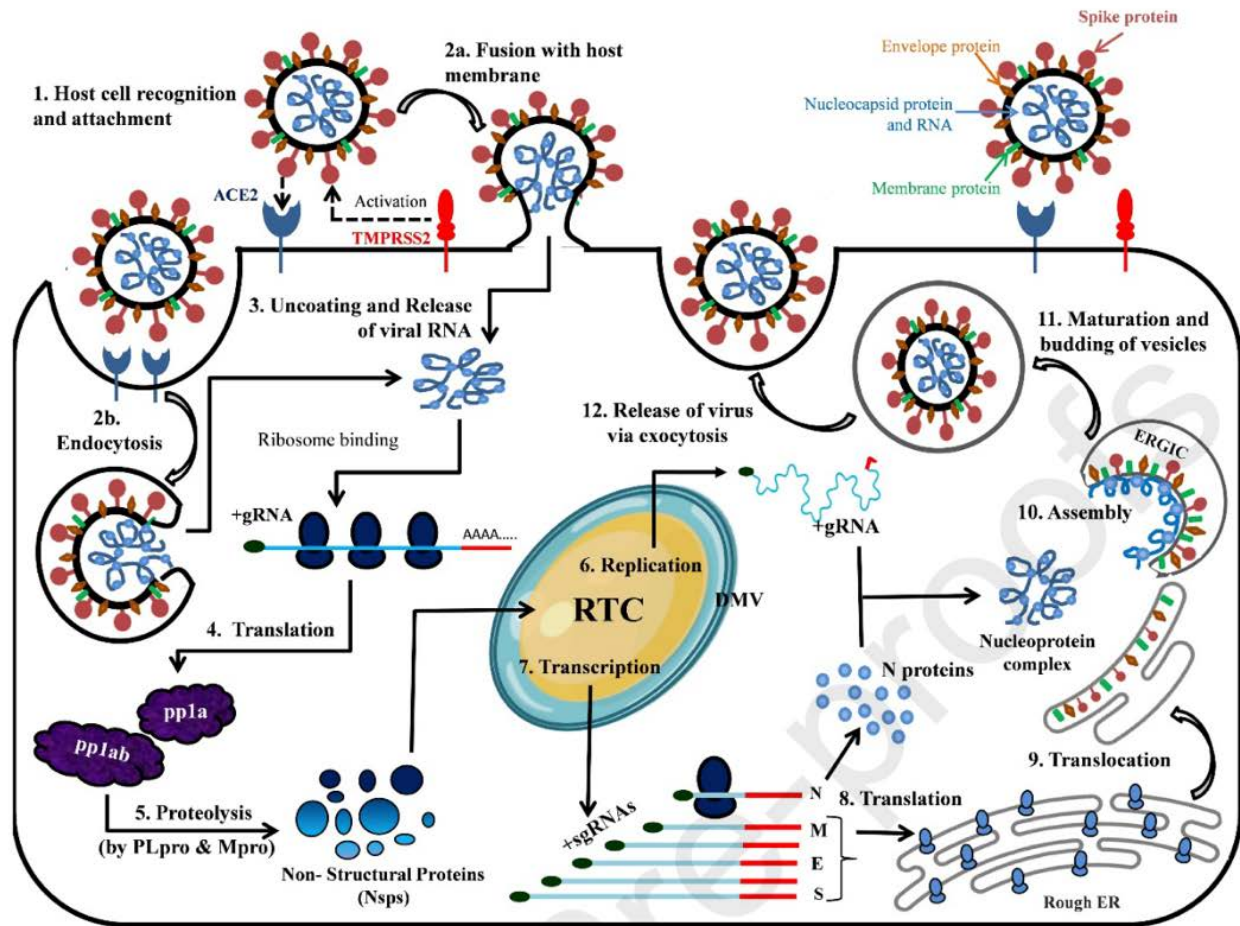 Spike protein
2a. Fusion with host
membrane
Envelope protein
1. Host cell recognition
and attachment
Nucleocapsid protein
and RNA
Membrane protein
ACE2
Activation
TMPRSS2
3. Uncoating and Release
of viral RNA
11. Maturation and
budding of vesicles
2b.
Endocytosis
12. Release of virus
via exocytosis
Ribosome binding
ERGIC
+gRNA
AAAA.....
+gRNA
10. Assembly
6. Replication
RTC
DMV
4. Translation
7. Transcription
Nucleoprotein
complex
N proteins
pp1a
pp1ab
9. Translocation
5. Proteolysis
(by PLpro & Mpro)
Non- Structural Proteins
(Nsps)
+sgRNAs
N
8. Translation
M
E
S
Rough ER
re-proofs